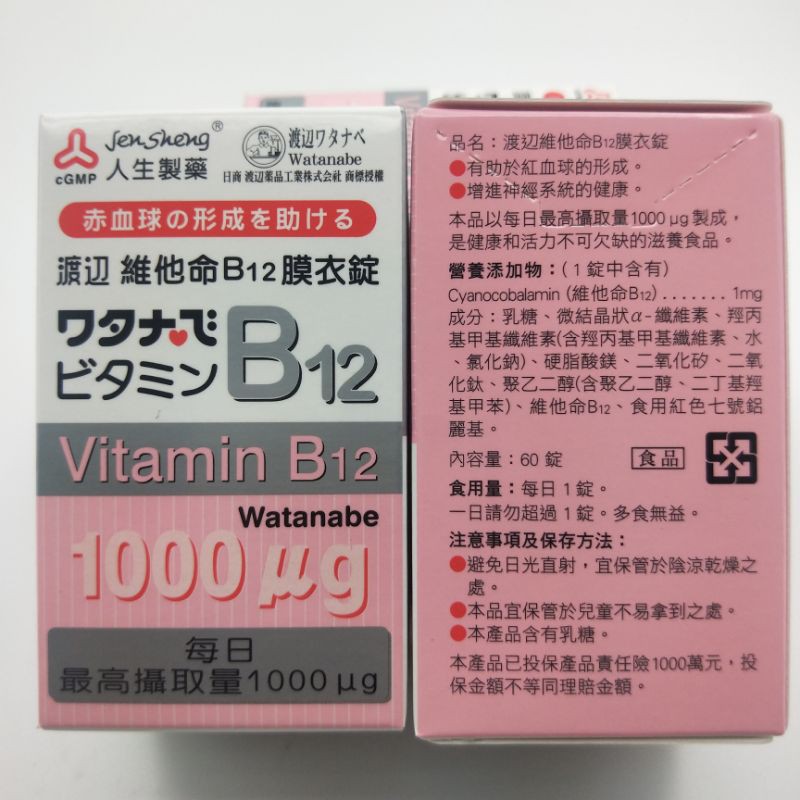 cGMP
Jen Sheng®
人生製藥
渡辺ワタナベ
Watanabe
日商 渡辺薬品工業株式会社 商標授權
赤血球の形成を助ける
渡辺 維他命B12膜衣錠
ワタナベ
ビタミン
B12
Vitamin B12
Watanabe
1000 μg
每日
最高攝取量1000 μg
品名：渡辺維他命B12膜衣錠
●有助於紅血球的形成。
●增進神經系統的健康。
本品以每日最高攝取量1000 μg 製成，
是健康和活力不可欠缺的滋養食品。
營養添加物：(１錠中含有)
Cyanocobalamin (維他命B12) ....... 1mg
成分：乳糖、微結晶狀α-纖維素、羥丙
基甲基纖維素(含羥丙基甲基纖維素、水
、氯化鈉)、硬脂酸鎂、二氧化矽、二氧
化鈦、聚乙二醇(含聚乙二醇、二丁基羥
基甲苯)、維他命B12、食用紅色七號鋁
麗基。
內容量：60 錠
食品
食用量：每日１錠。
一日請勿超過１錠。多食無益。
注意事項及保存方法：
●避免日光直射，宜保管於陰涼乾燥之
處。
●本品宜保管於兒童不易拿到之處。
●本產品含有乳糖。
本產品已投保產品責任險1000萬元，投
保金額不等同理賠金額。